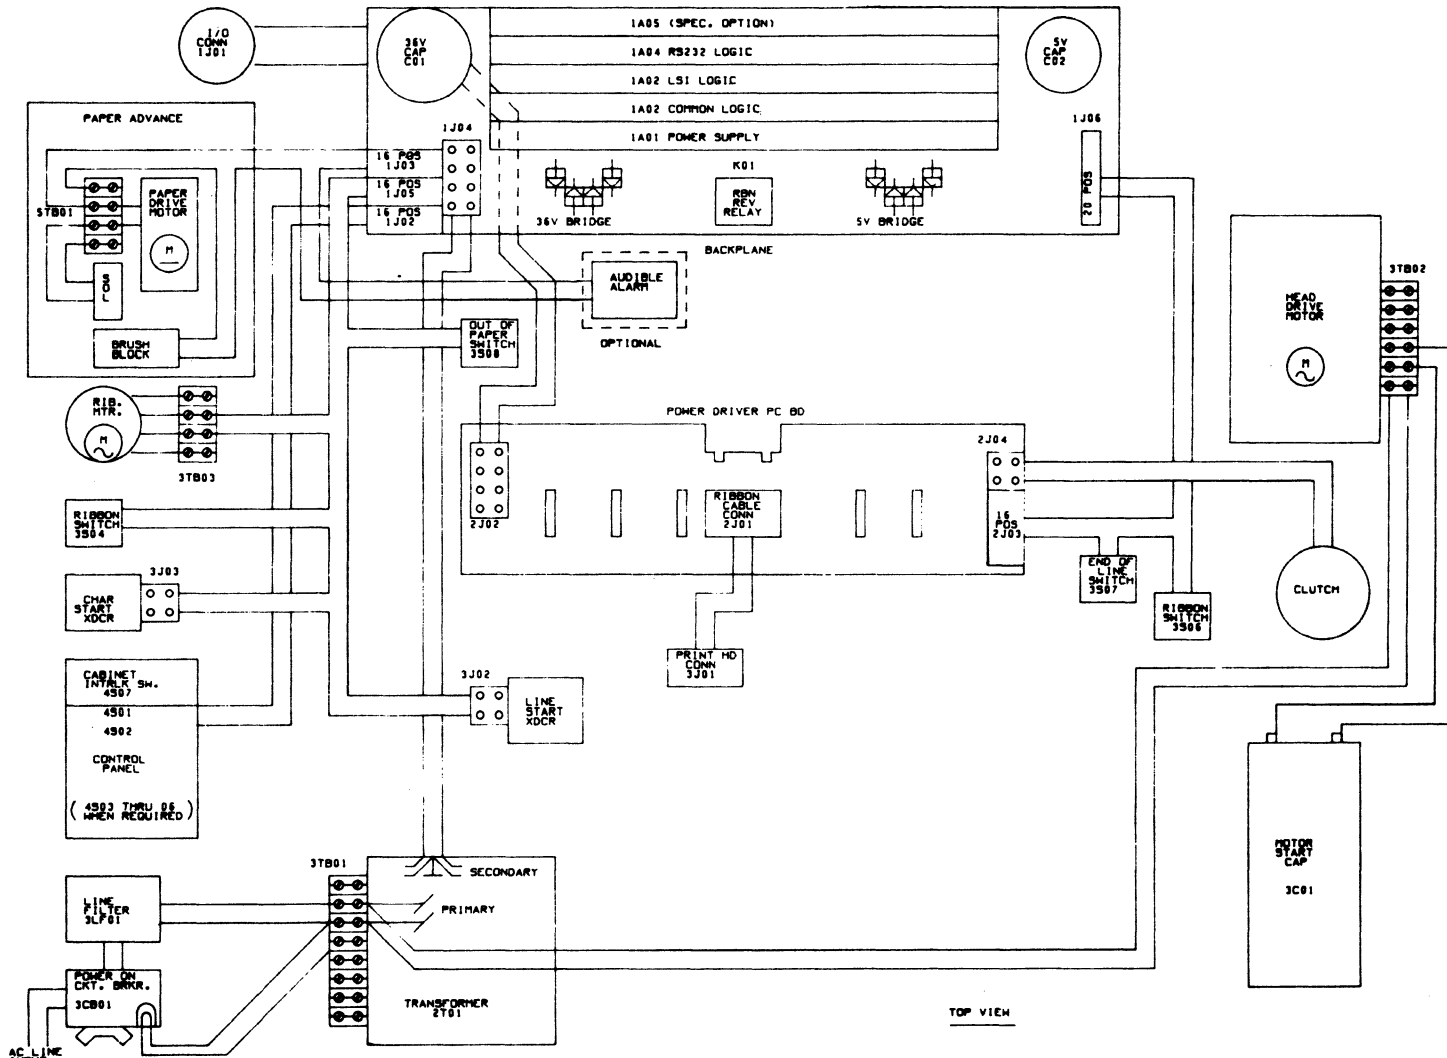 I/O
CONN
1J01
36V
CAP
C01
1A05 (SPEC. OPTION)
1A04 RS232 LOGIC
1A02 LSI LOGIC
1A02 COMMON LOGIC
1A01 POWER SUPPLY
5V
CAP
C02
PAPER ADVANCE
1J04
1J06
16 POS
1J03
16 POS
1J05
16 POS
1J02
K01
RBN
REV
RELAY
20 POS
36V BRIDGE
5V BRIDGE
BACKPLANE
5TB01
PAPER
DRIVE
MOTOR
M
SOL
BRUSH
BLOCK
AUDIBLE
ALARM
OPTIONAL
OUT OF
PAPER
SWITCH
3S08
HEAD
DRIVE
MOTOR
M
3TB02
RIB.
MTR.
M
3TB03
POWER DRIVER PC BD
2J04
2J02
RIBBON
CABLE
CONN
2J01
16
POS
2J03
RIBBON
SWITCH
3S04
3J03
CHAR
START
XDCR
END OF
LINE
SWITCH
3S07
RIBBON
SWITCH
3S06
CLUTCH
PRINT HD
CONN
3J01
CABINET
INTRLK SW.
4S07
4S01
4S02
CONTROL
PANEL
( 4S03 THRU 06 )
WHEN REQUIRED
3J02
LINE
START
XDCR
MOTOR
START
CAP
3C01
3TB01
SECONDARY
PRIMARY
TRANSFORMER
2T01
LINE
FILTER
3LF01
POWER ON
CKT. BRKR.
3CB01
AC LINE
TOP VIEW